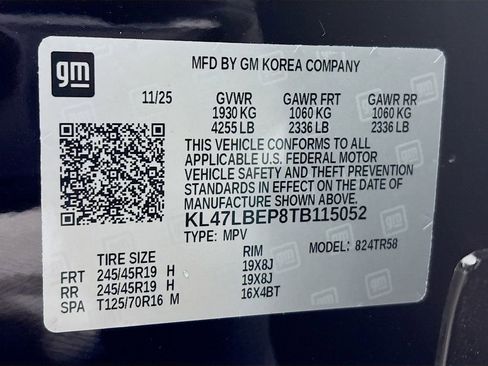 gm
MFD BY GM KOREA COMPANY
11/25 GVWR GAWR FRT GAWR RR
1930 KG 1060 KG 1060 KG
4255 LB 2336 LB 2336 LB
THIS VEHICLE CONFORMS TO ALL
APPLICABLE U.S. FEDERAL MOTOR
VEHICLE SAFETY, BUMPER, AND THEFT
PREVENTION STANDARDS IN
EFFECT ON THE DATE OF
MANUFACTURE SHOWN ABOVE.
KL47LBEP8TB115052
TYPE: MPV MODEL: 824TR58
TIRE SIZE RIM
FRT 245/45R19 H 19X8J
RR 245/45R19 H 19X8J
SPA T125/70R16 M 16X4BT